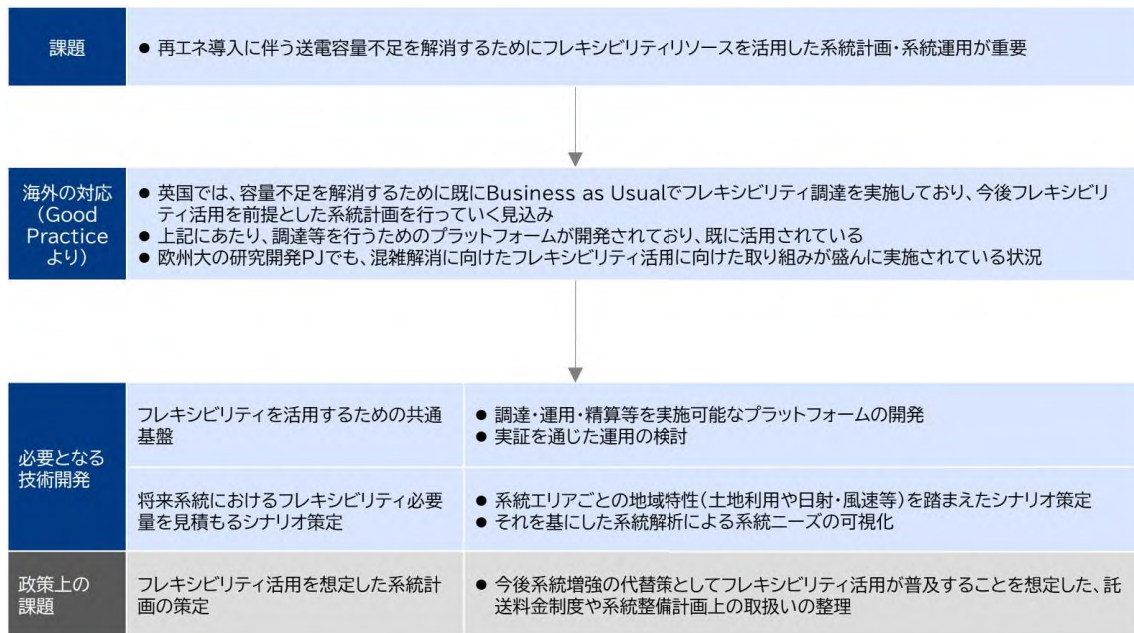 課題
● 再エネ導入に伴う送電容量不足を解消するためにフレキシビリティリソースを活用した系統計画・系統運用が重要
海外の対応
(Good
Practice
より)
● 英国では、容量不足を解消するために既にBusiness as Usualでフレキシビリティ調達を実施しており、今後フレキシビリ
ティ活用を前提とした系統計画を行っていく見込み
● 上記にあたり、調達等を行うためのプラットフォームが開発されており、既に活用されている
● 欧州大の研究開発PJでも、混雑解消に向けたフレキシビリティ活用に向けた取り組みが盛んに実施されている状況
必要となる
技術開発
フレキシビリティを活用するための共通
基盤
● 調達・運用・精算等を実施可能なプラットフォームの開発
● 実証を通じた運用の検討
将来系統におけるフレキシビリティ必要
量を見積もるシナリオ策定
● 系統エリアごとの地域特性(土地利用や日射・風速等)を踏まえたシナリオ策定
● それを基にした系統解析による系統ニーズの可視化
政策上の
課題
フレキシビリティ活用を想定した系統計
画の策定
● 今後系統増強の代替策としてフレキシビリティ活用が普及することを想定した、託
送料金制度や系統整備計画上の取扱いの整理